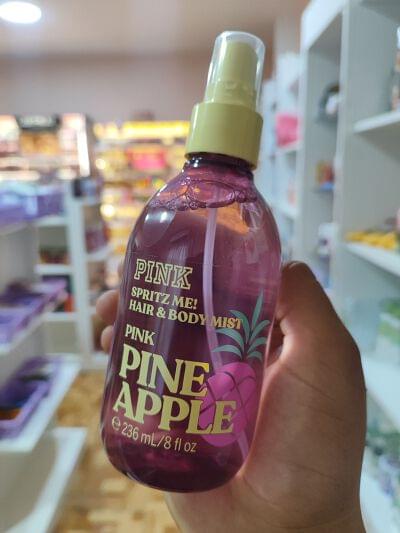 PINK
SPRITZ ME!
HAIR & BODY MIST
PINK
PINE
APPLE
℮ 236 mL/8 fl oz